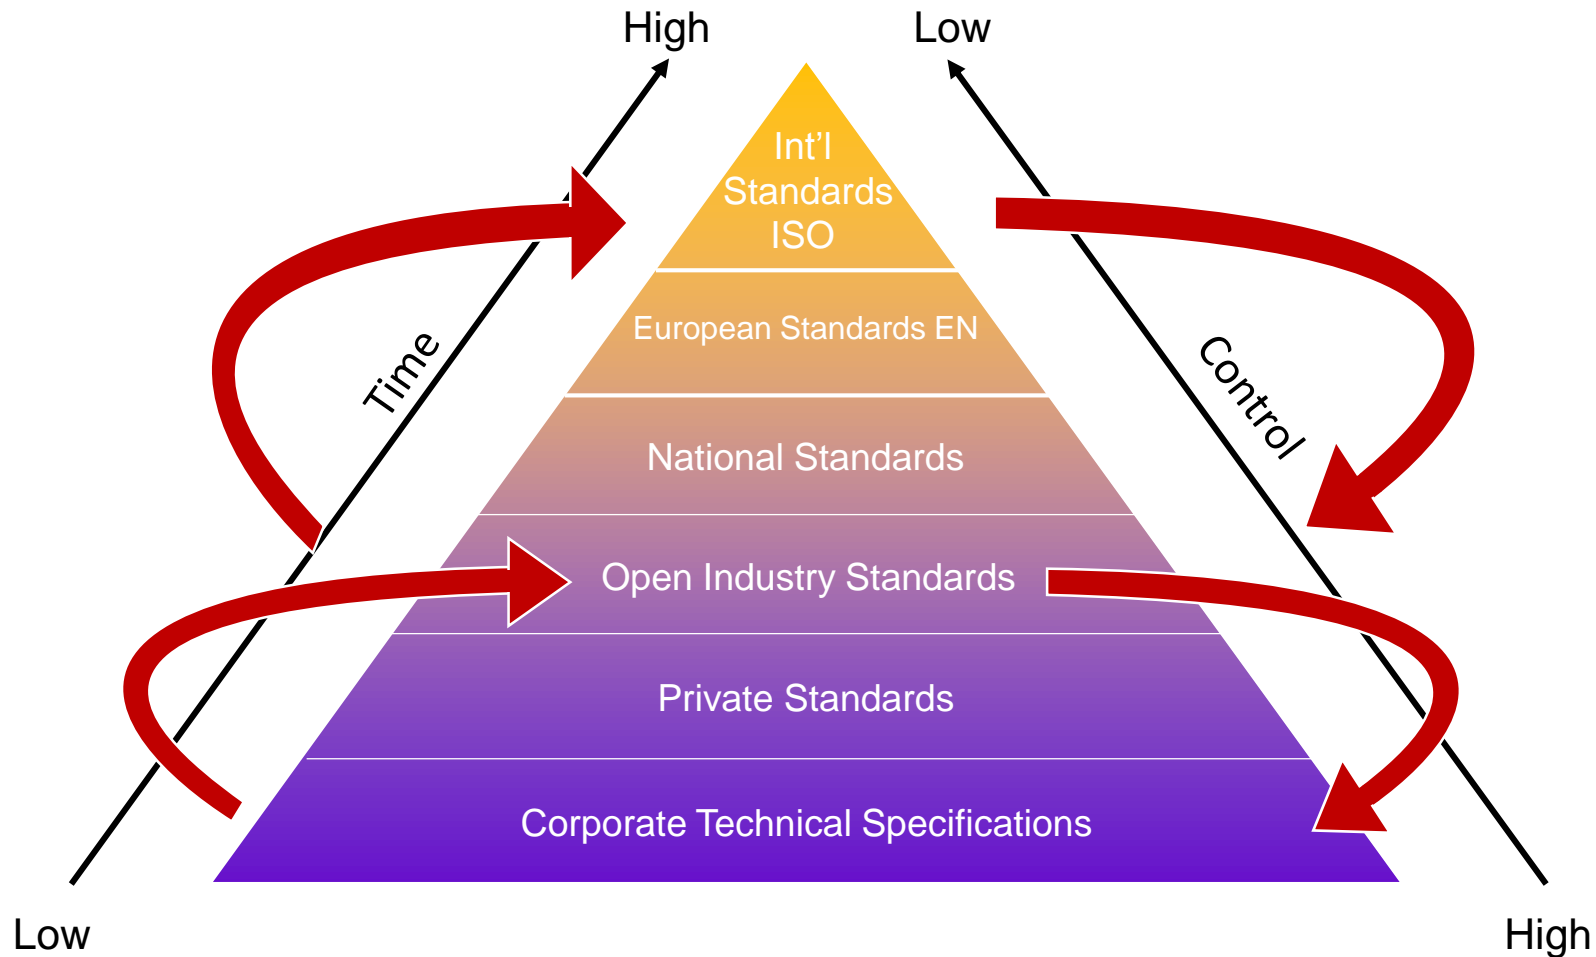 High
Low
Int'l
Standards
ISO
European Standards EN
Time
Control
National Standards
Open Industry Standards
Private Standards
Corporate Technical Specifications
Low
High